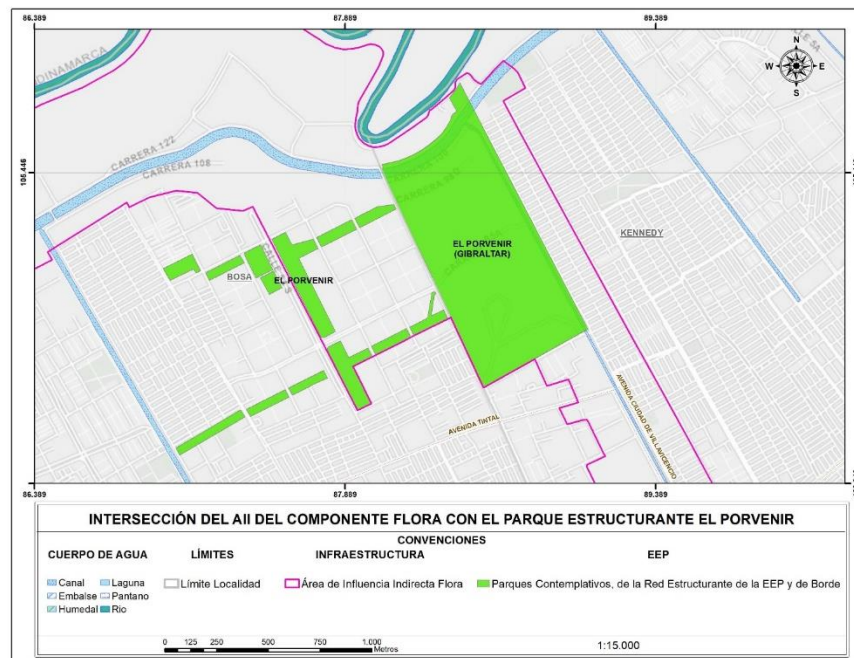 86.389 87.889 89.389
DINAMARCA
CALLE 5A
N
W E
S
CARRERA 122
CARRERA 108
105.445
EL PORVENIR
(GIBRALTAR)
KENNEDY
BOSA
EL PORVENIR
AVENIDA TINTAL
AVENIDA CIUDAD DE VILLAVICENCIO
86.389 87.889 89.389
INTERSECCIÓN DEL AII DEL COMPONENTE FLORA CON EL PARQUE ESTRUCTURANTE EL PORVENIR
CONVENCIONES
CUERPO DE AGUA LÍMITES INFRAESTRUCTURA EEP
Canal Laguna Límite Localidad Área de Influencia Indirecta Flora Parques Contemplativos, de la Red Estructurante de la EEP y de Borde
Embalse Pantano
Humedal Rio
0 125 250 500 750 1.000
Metros
1:15.000